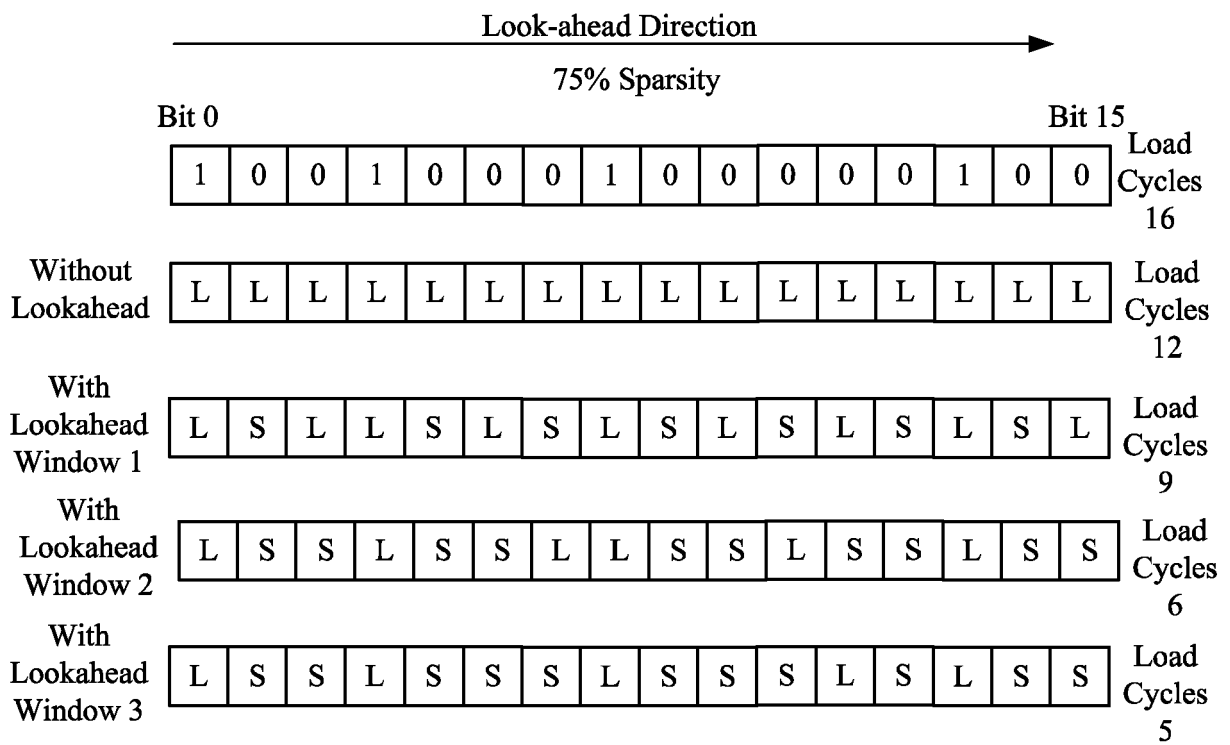 Look-ahead Direction
75% Sparsity
Bit 0 Bit 15
1 0 0 1 0 0 0 1 0 0 0 0 0 1 0 0
Load
Cycles
16
Without
Lookahead
L L L L L L L L L L L L L L L L
Load
Cycles
12
With
Lookahead
Window 1
L S L L S L S L S L S L S L S L
Load
Cycles
9
With
Lookahead
Window 2
L S S L S S L L S S L S S L S S
Load
Cycles
6
With
Lookahead
Window 3
L S S L S S S L S S S L S L S S
Load
Cycles
5